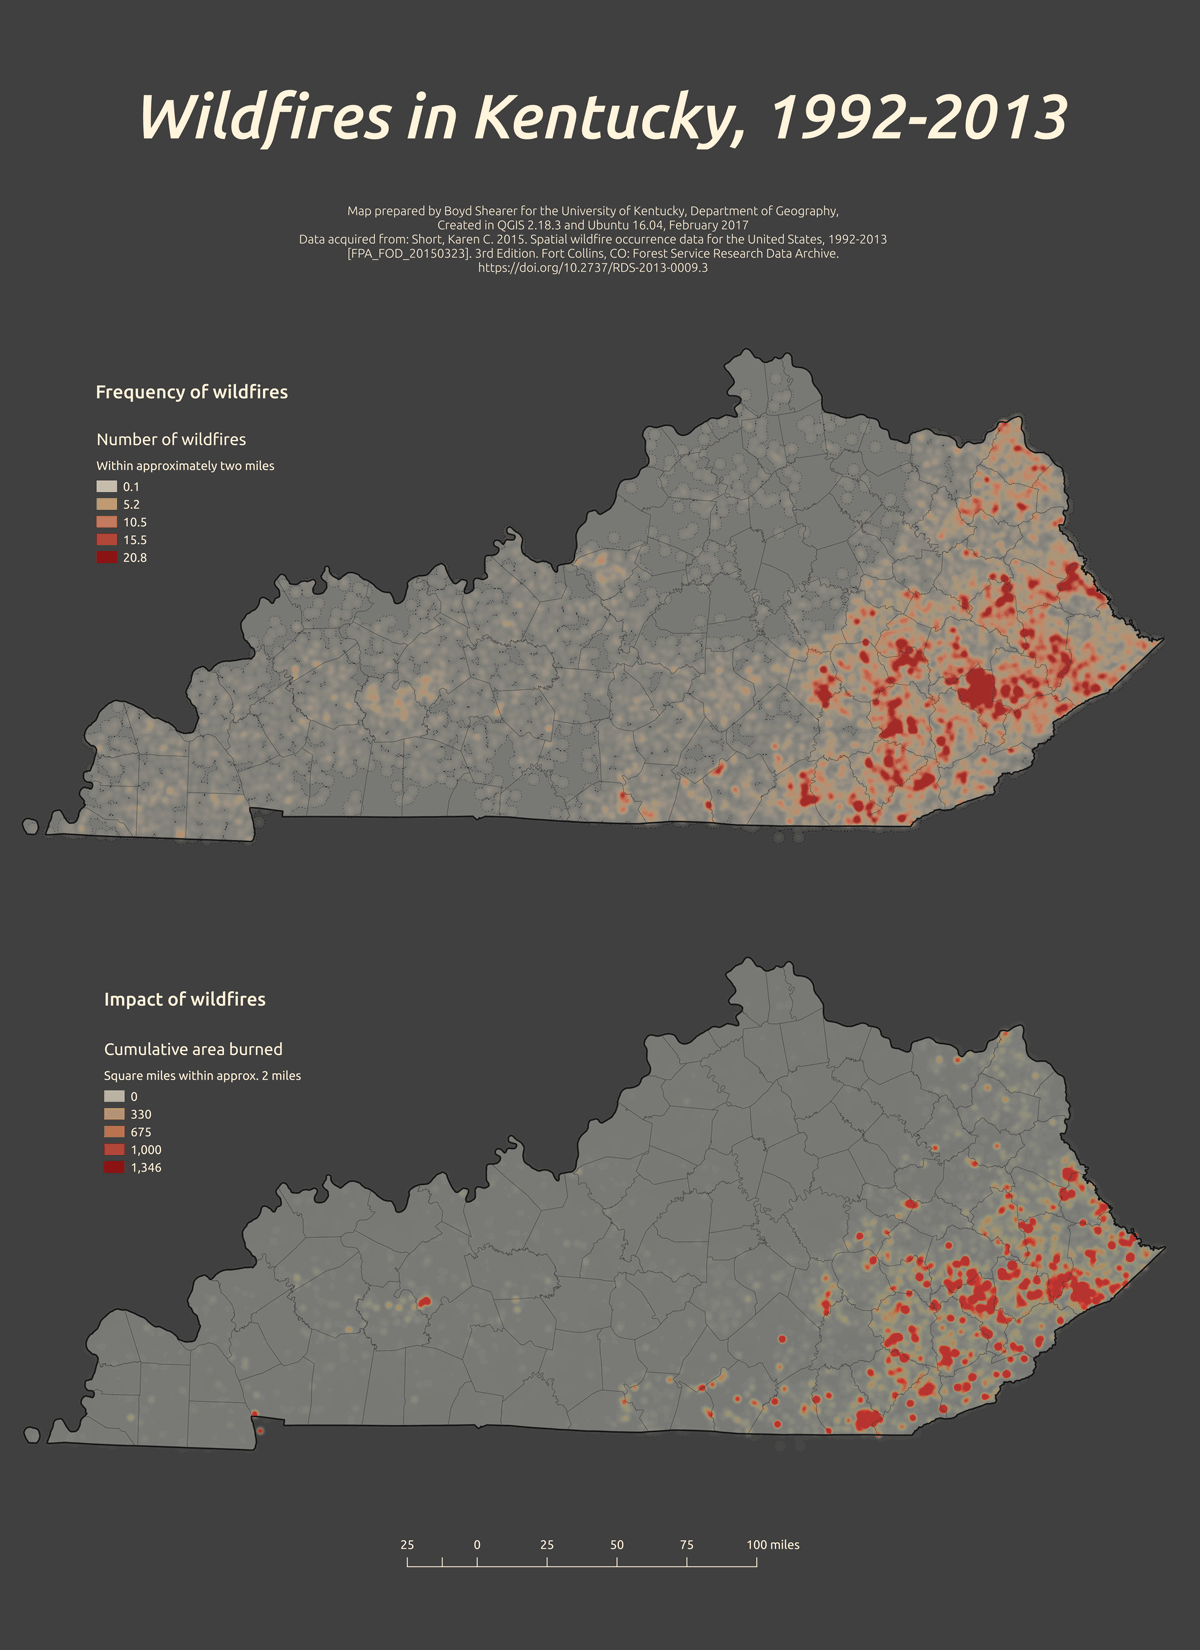 Wildfires in Kentucky, 1992-2013
Map prepared by Boyd Shearer for the University of Kentucky, Department of Geography,
Created in QGIS 2.18.3 and Ubuntu 16.04, February 2017
Data acquired from: Short, Karen C. 2015. Spatial wildfire occurrence data for the United States, 1992-2013
[FPA_FOD_20150323]. 3rd Edition. Fort Collins, CO: Forest Service Research Data Archive.
https://doi.org/10.2737/RDS-2013-0009.3
Frequency of wildfires
Number of wildfires
Within approximately two miles
0.1
5.2
10.5
15.5
20.8
Impact of wildfires
Cumulative area burned
Square miles within approx. 2 miles
0
330
675
1,000
1,346
25 0 25 50 75 100 miles